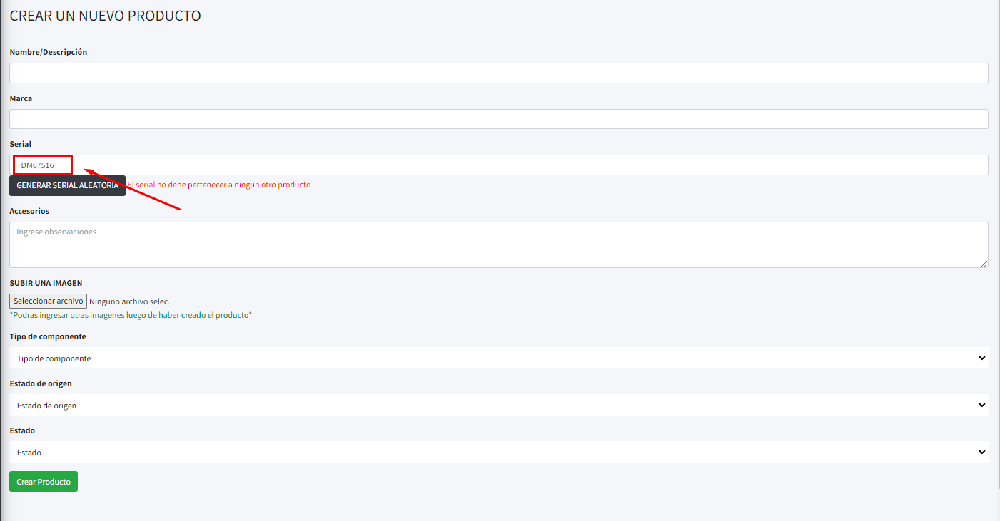 CREAR UN NUEVO PRODUCTO
Nombre/Descripción
Marca
Serial
TDM67516
GENERAR SERIAL ALEATORIA El serial no debe pertenecer a ningun otro producto
Accesorios
Ingrese observaciones
SUBIR UNA IMAGEN
Seleccionar archivo Ninguno archivo selec.
*Podras ingresar otras imagenes luego de haber creado el producto*
Tipo de componente
Tipo de componente
Estado de origen
Estado de origen
Estado
Estado
Crear Producto